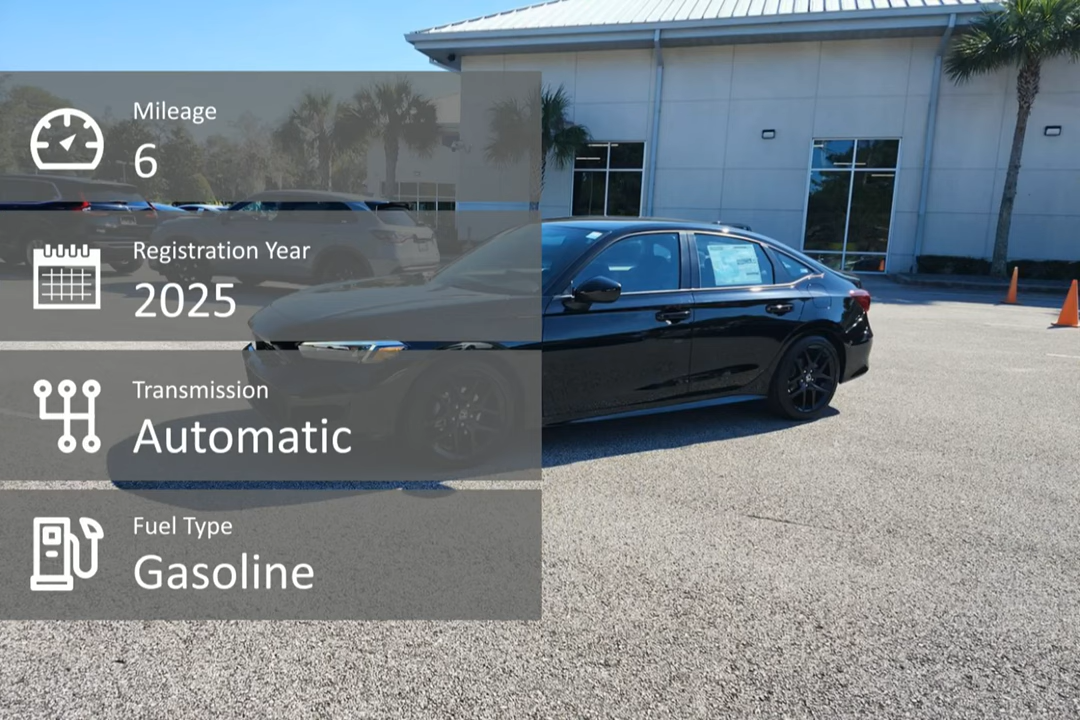 Mileage
6
Registration Year
2025
Transmission
Automatic
Fuel Type
Gasoline